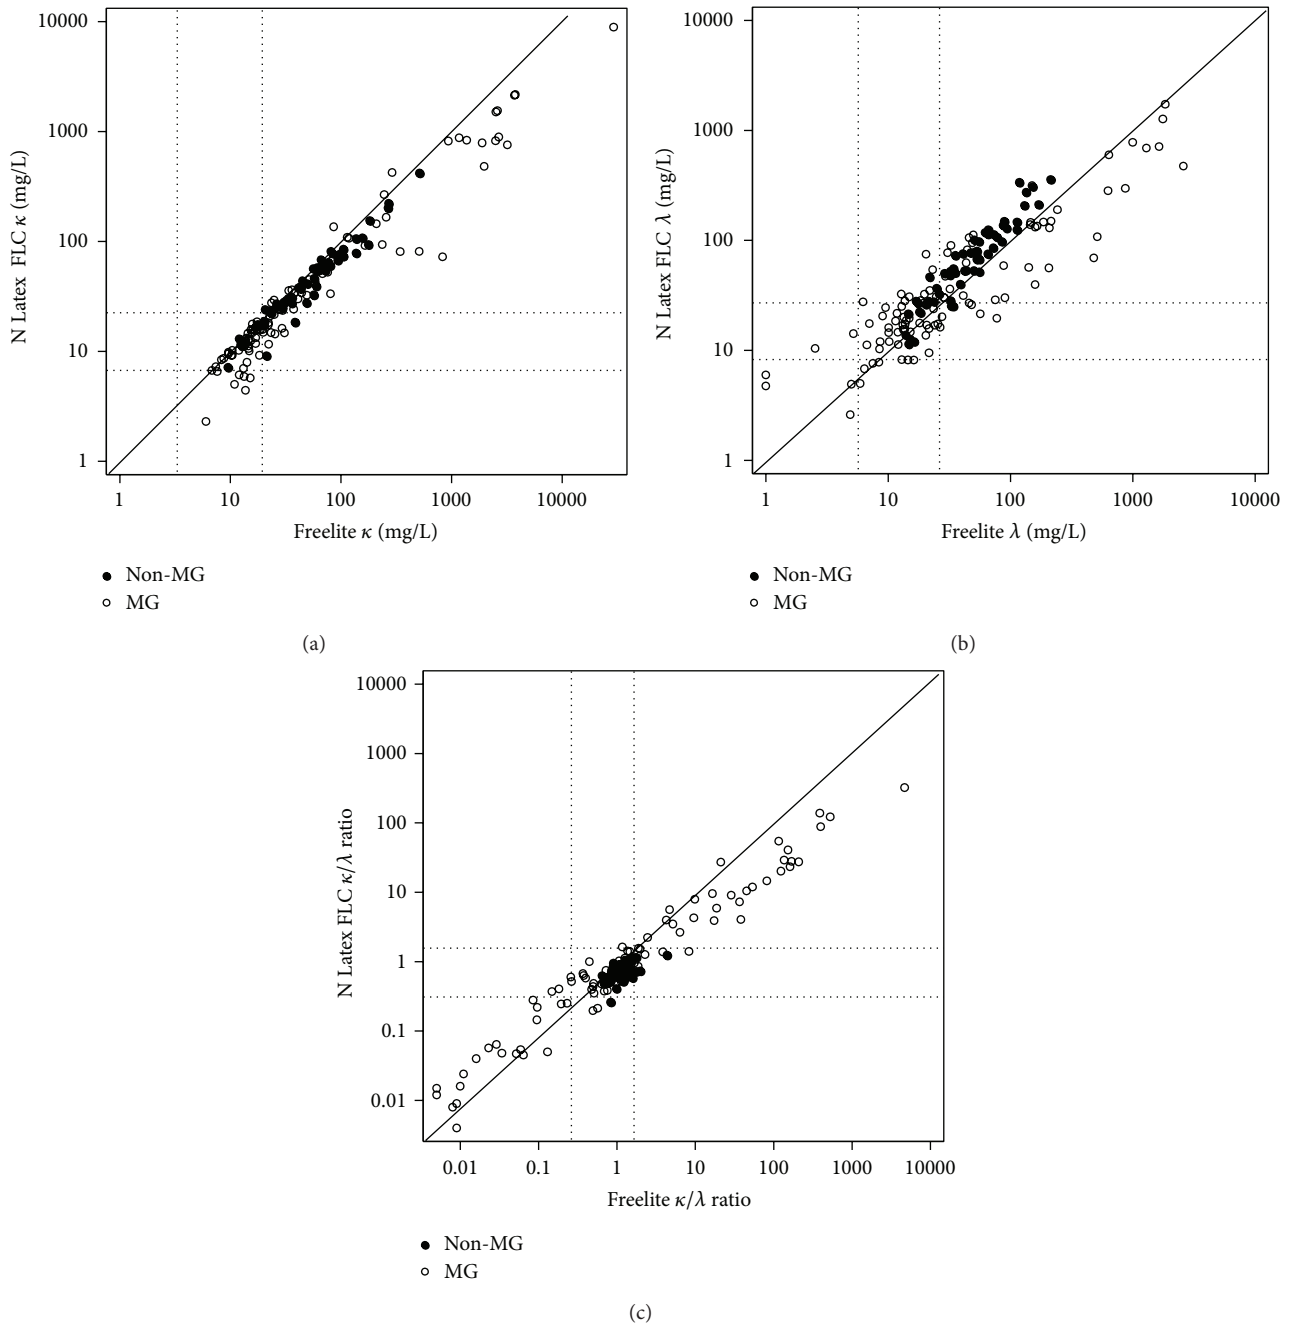 10000
1000
100
10
1
N Latex FLC κ (mg/L)
1 10 100 1000 10000
Freelite κ (mg/L)
Non-MG
MG
(a)
10000
1000
100
10
1
N Latex FLC λ (mg/L)
1 10 100 1000 10000
Freelite λ (mg/L)
Non-MG
MG
(b)
10000
1000
100
10
1
0.1
0.01
N Latex FLC κ/λ ratio
0.01 0.1 1 10 100 1000 10000
Freelite κ/λ ratio
Non-MG
MG
(c)